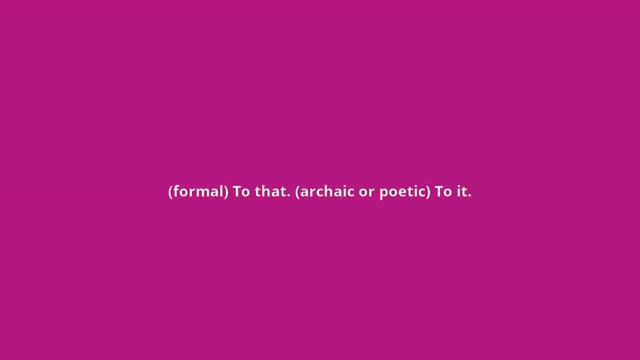 (formal) To that. (archaic or poetic) To it.